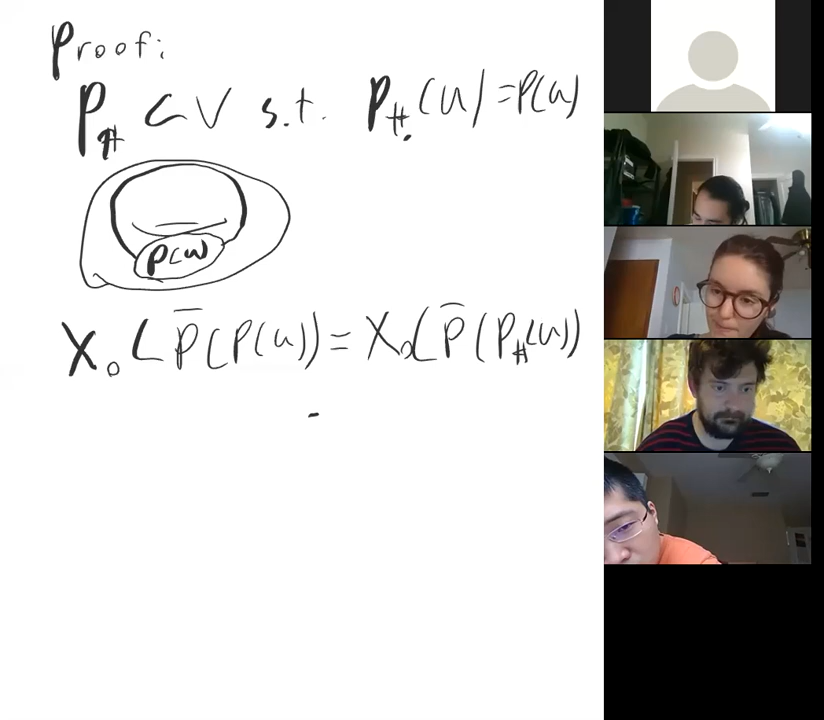 Proof:
P# < V s.t. P#(u) = P(u)
P(u)
X₀ < P̄(P(u)) = X₀ < P̄(P#(u))